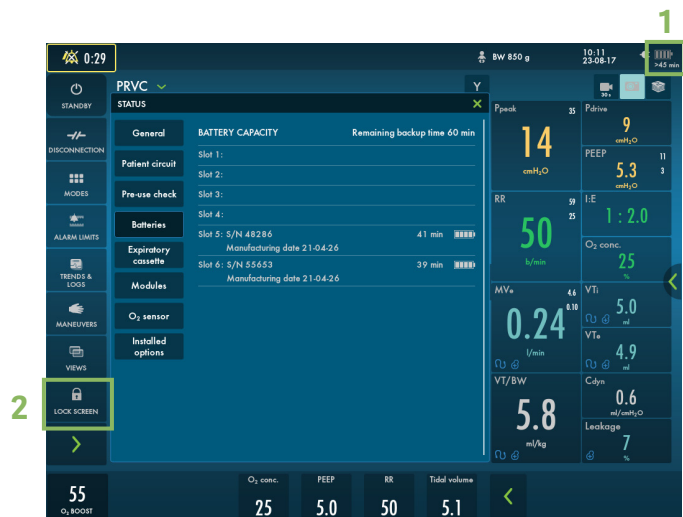 1
0:29
BW 850 g
10:11
23-08-17
>45 min
STANDBY
PRVC
Y
30 s
STATUS
DISCONNECTION
MODES
ALARM LIMITS
TRENDS &
LOGS
MANEUVERS
VIEWS
2
LOCK SCREEN
General
Patient circuit
Pre-use check
Batteries
Expiratory
cassette
Modules
O₂ sensor
Installed
options
BATTERY CAPACITY Remaining backup time 60 min
Slot 1:
Slot 2:
Slot 3:
Slot 4:
Slot 5: S/N 48286 41 min
Manufacturing date 21-04-26
Slot 6: S/N 55653 39 min
Manufacturing date 21-04-26
Ppeak 35
14
cmH₂O
Pdrive
9
cmH₂O
PEEP 11
5.3 3
cmH₂O
RR 59
25
50
b/min
I:E
1 : 2.0
O₂ conc.
25
%
MVe 4.6
0.10
0.24
l/min
VTi
5.0
ml
VTe
4.9
ml
VT/BW
5.8
ml/kg
Cdyn
0.6
ml/cmH₂O
Leakage
7
%
55
O₂ BOOST
O₂ conc.
25
PEEP
5.0
RR
50
Tidal volume
5.1